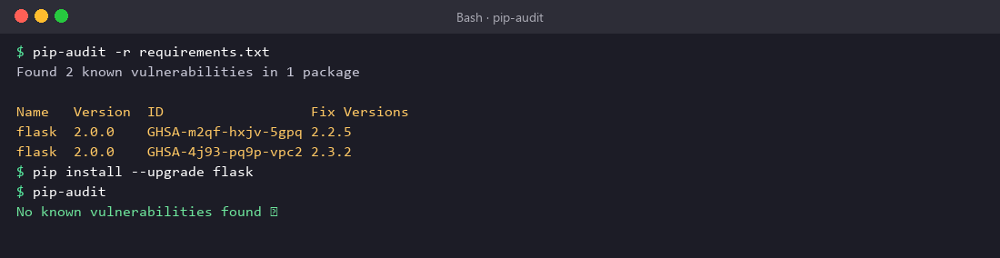 Bash · pip-audit
$ pip-audit -r requirements.txt
Found 2 known vulnerabilities in 1 package
Name   Version  ID                  Fix Versions
flask  2.0.0    GHSA-m2qf-hxjv-5gpq 2.2.5
flask  2.0.0    GHSA-4j93-pq9p-vpc2 2.3.2
$ pip install --upgrade flask
$ pip-audit
No known vulnerabilities found